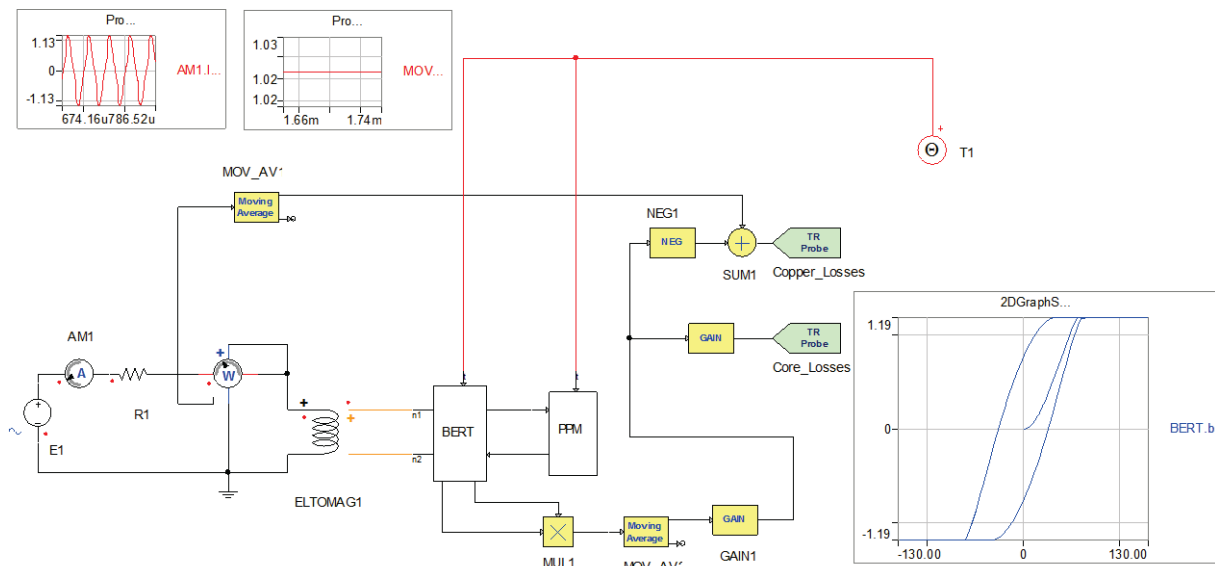 Pro...
1.13
0
-1.13
674.16u786.52u
AM1.I...
Pro...
1.03
1.02
1.02
1.66m 1.74m
MOV...
Θ
T1
MOV_AV1
Moving
Average
NEG1
NEG
TR
Probe
SUM1
Copper_Losses
AM1
A
R1
W
E1
GAIN
TR
Probe
Core_Losses
ELTOMAG1
n1
n2
BERT
PPM
MUL1
Moving
Average
GAIN
GAIN1
2DGraphS...
1.19
0
-1.19
-130.00 0 130.00
BERT.b